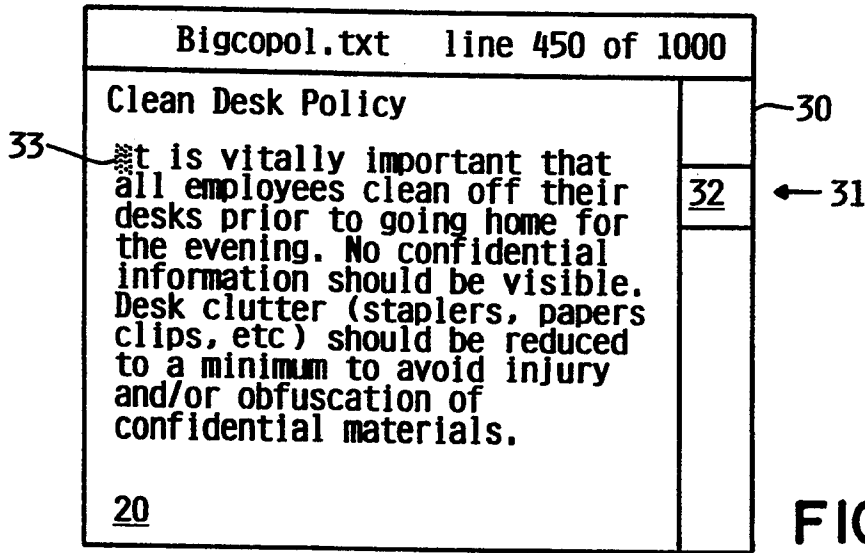 Bigcopol.txt line 450 of 1000
Clean Desk Policy
30
33
t is vitally important that
all employees clean off their
32
31
desks prior to going home for
the evening. No confidential
information should be visible.
Desk clutter (staplers, papers
clips, etc) should be reduced
to a minimum to avoid injury
and/or obfuscation of
confidential materials.
20
FIG